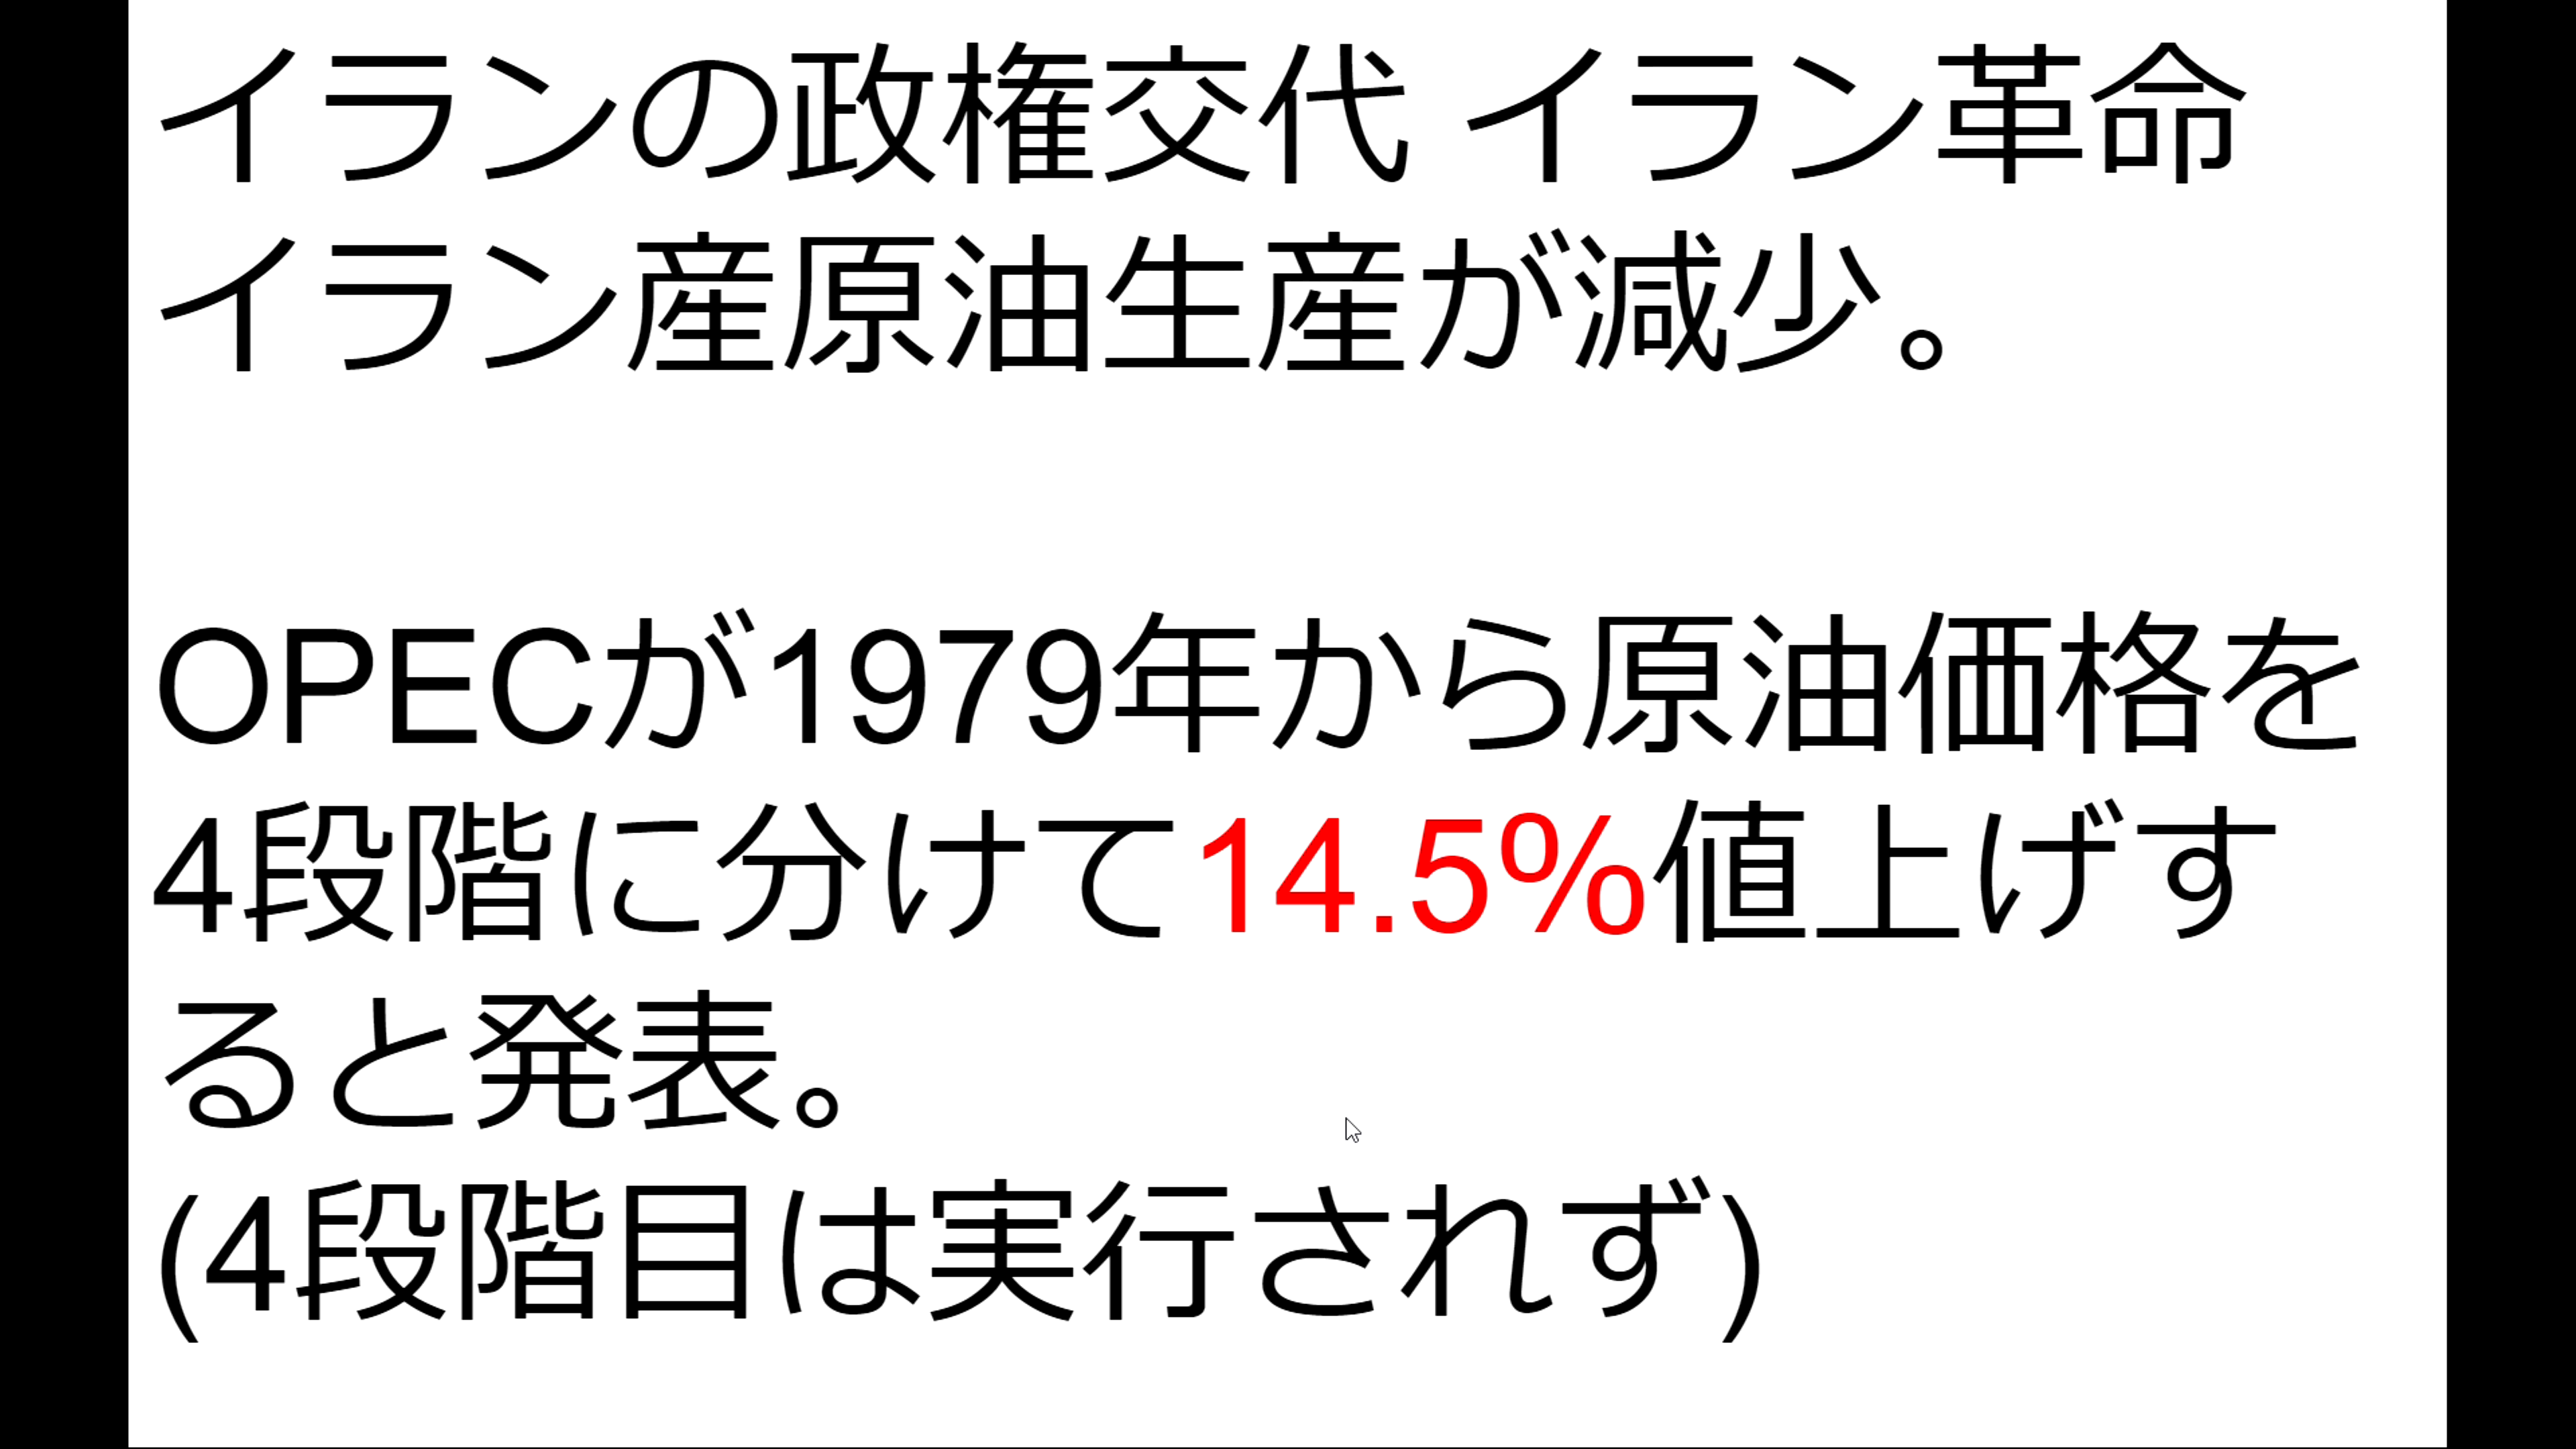 イランの政権交代 イラン革命
イラン産原油生産が減少。
OPECが1979年から原油価格を
4段階に分けて14.5%値上げす
ると発表。
(4段階目は実行されず)